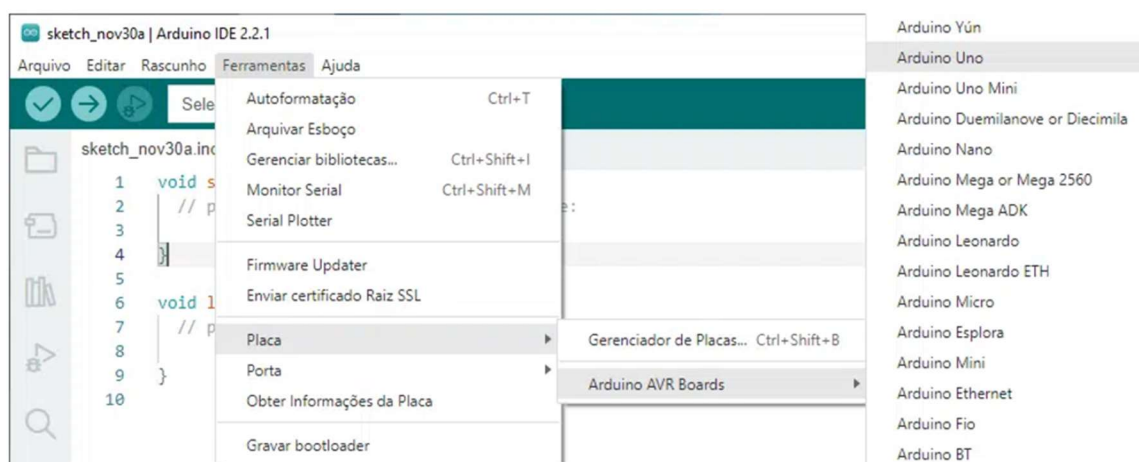 sketch_nov30a | Arduino IDE 2.2.1
Arquivo Editar Rascunho Ferramentas Ajuda
Sele
sketch_nov30a.ino
1 void s
2 // p e:
3
4 }
5
6 void l
7 // p
8
9 }
10
Autoformatação Ctrl+T
Arquivar Esboço
Gerenciar bibliotecas... Ctrl+Shift+I
Monitor Serial Ctrl+Shift+M
Serial Plotter
Firmware Updater
Enviar certificado Raiz SSL
Placa
Porta
Obter Informações da Placa
Gravar bootloader
Gerenciador de Placas... Ctrl+Shift+B
Arduino AVR Boards
Arduino Yún
Arduino Uno
Arduino Uno Mini
Arduino Duemilanove or Diecimila
Arduino Nano
Arduino Mega or Mega 2560
Arduino Mega ADK
Arduino Leonardo
Arduino Leonardo ETH
Arduino Micro
Arduino Esplora
Arduino Mini
Arduino Ethernet
Arduino Fio
Arduino BT